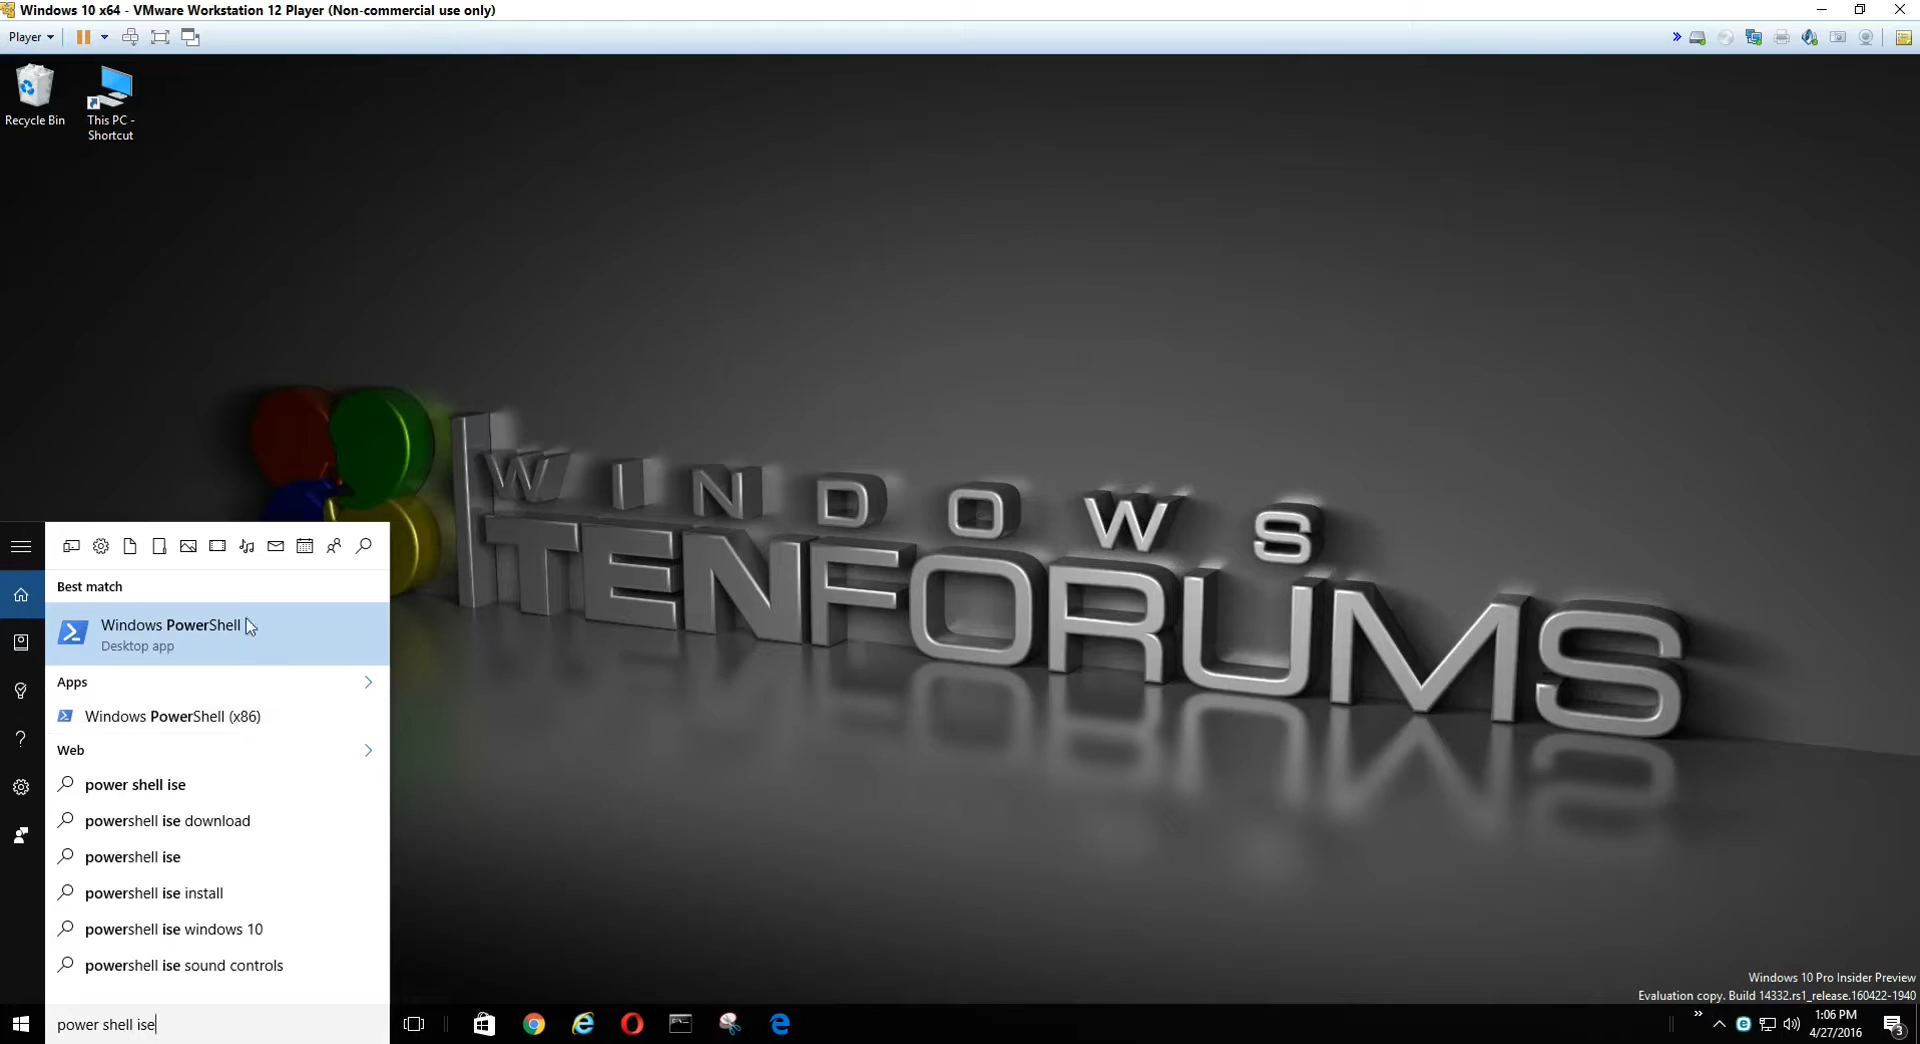 Windows 10 x64 - VMware Workstation 12 Player (Non-commercial use only)
Player
Recycle Bin
This PC -
Shortcut
WINDOWS
TENFORUMS
Best match
Windows PowerShell
Desktop app
Apps
Windows PowerShell (x86)
Web
power shell ise
powershell ise download
powershell ise
powershell ise install
powershell ise windows 10
powershell ise sound controls
power shell ise
Windows 10 Pro Insider Preview
Evaluation copy. Build 14332.rs1_release.160422-1940
1:06 PM
4/27/2016
3